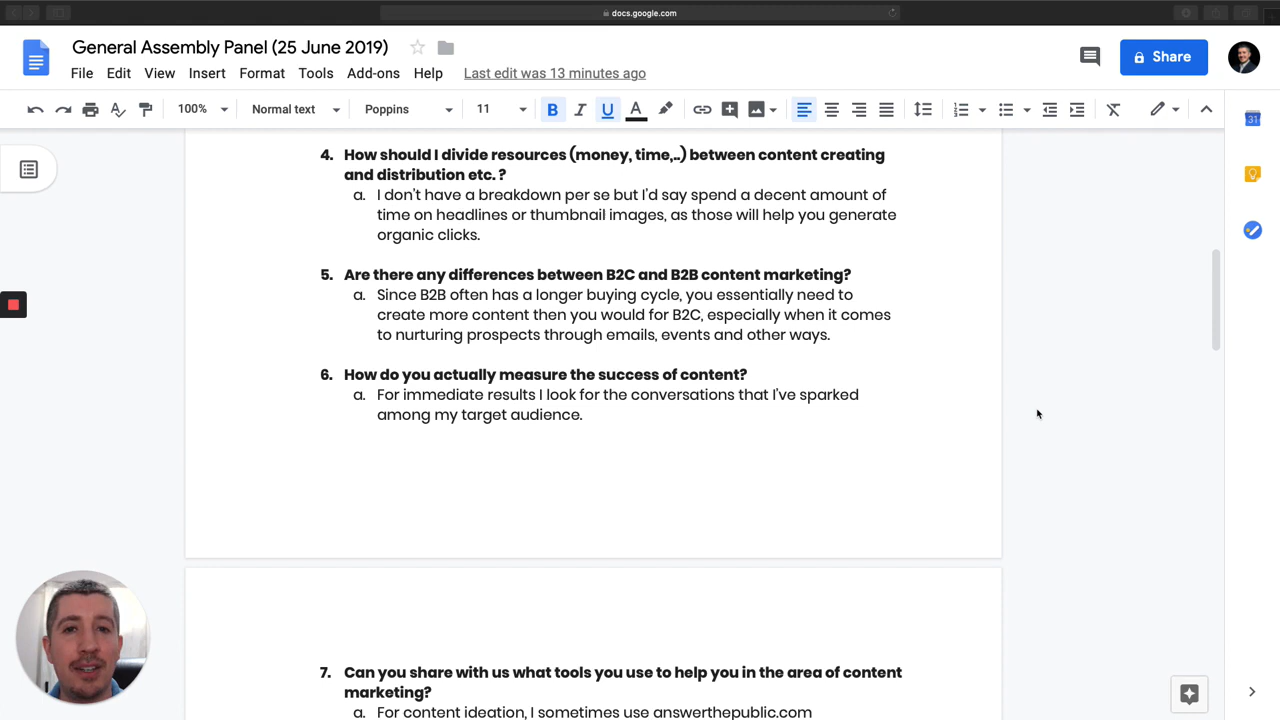 docs.google.com
General Assembly Panel (25 June 2019)
File Edit View Insert Format Tools Add-ons Help Last edit was 13 minutes ago
Share
100% Normal text Poppins 11 B I U A
31
4. How should I divide resources (money, time,..) between content creating
and distribution etc. ?
a. I don't have a breakdown per se but I'd say spend a decent amount of
time on headlines or thumbnail images, as those will help you generate
organic clicks.
5. Are there any differences between B2C and B2B content marketing?
a. Since B2B often has a longer buying cycle, you essentially need to
create more content then you would for B2C, especially when it comes
to nurturing prospects through emails, events and other ways.
6. How do you actually measure the success of content?
a. For immediate results I look for the conversations that I've sparked
among my target audience.
7. Can you share with us what tools you use to help you in the area of content
marketing?
a. For content ideation, I sometimes use answerthepublic.com